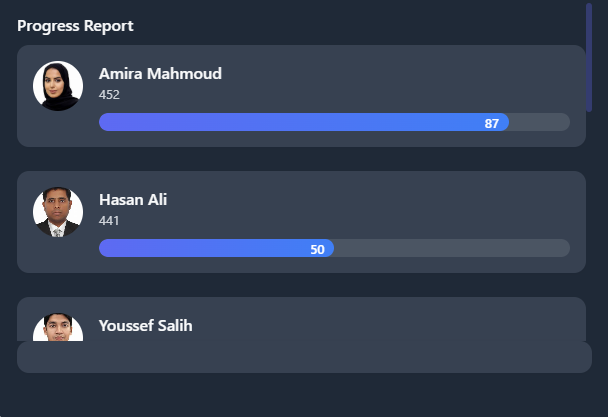 Progress Report
Amira Mahmoud
452
87
Hasan Ali
441
50
Youssef Salih